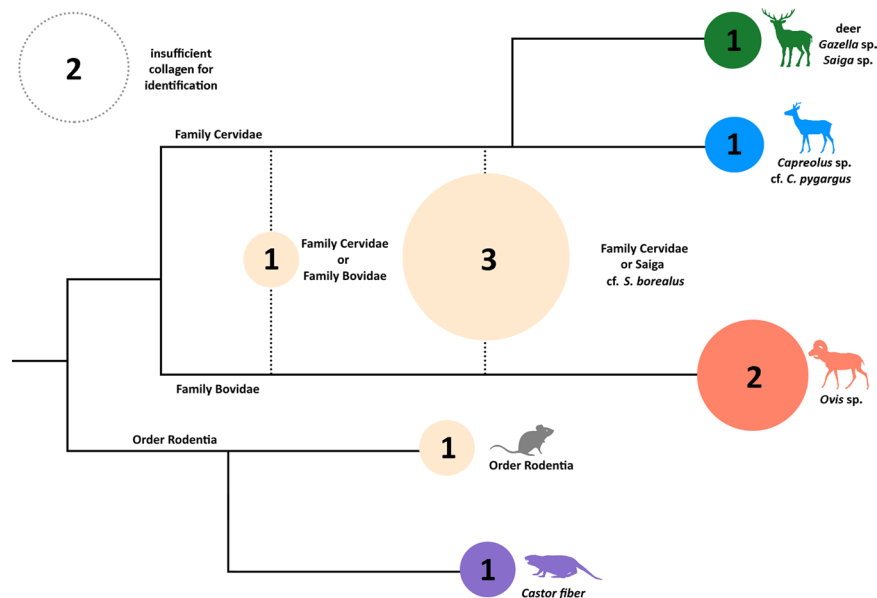 2
insufficient
collagen for
identification
1
deer
Gazella sp.
Saiga sp.
Family Cervidae
1
Capreolus sp.
cf. C. pygargus
1
Family Cervidae
or
Family Bovidae
3
Family Cervidae
or Saiga
cf. S. borealus
Family Bovidae
2
Ovis sp.
Order Rodentia
1
Order Rodentia
1
Castor fiber